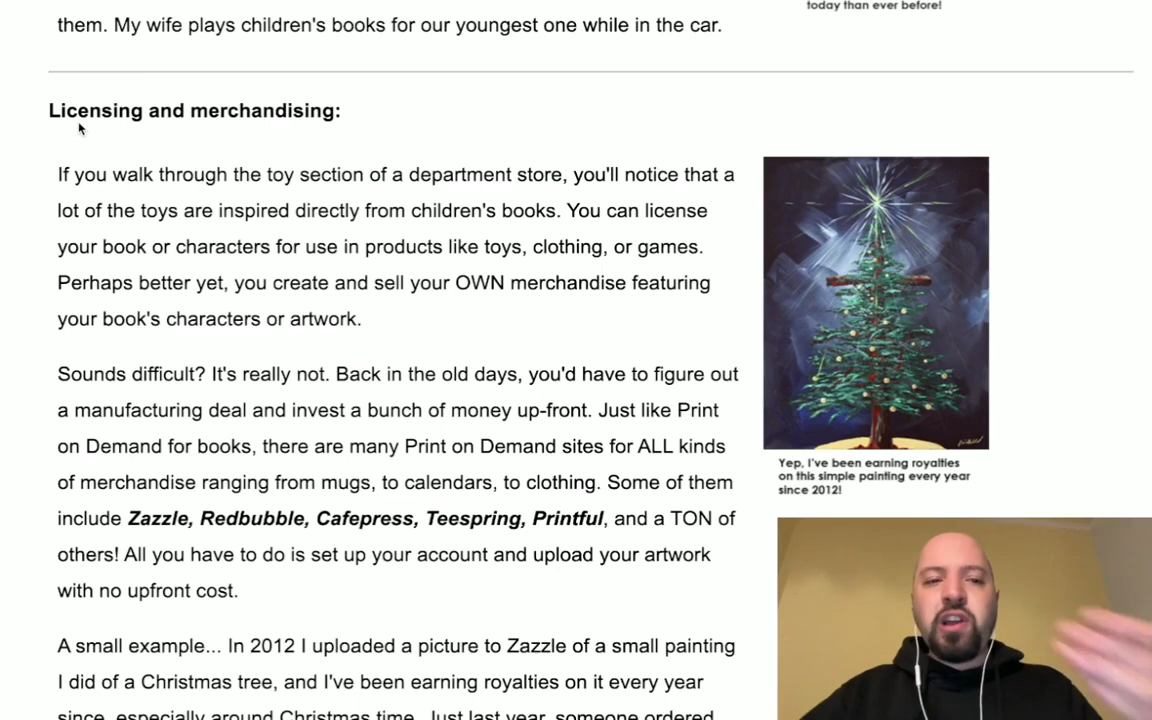 today than ever before!
them. My wife plays children's books for our youngest one while in the car.
Licensing and merchandising:
If you walk through the toy section of a department store, you'll notice that a
lot of the toys are inspired directly from children's books. You can license
your book or characters for use in products like toys, clothing, or games.
Perhaps better yet, you create and sell your OWN merchandise featuring
your book's characters or artwork.
Sounds difficult? It's really not. Back in the old days, you'd have to figure out
a manufacturing deal and invest a bunch of money up-front. Just like Print
on Demand for books, there are many Print on Demand sites for ALL kinds
of merchandise ranging from mugs, to calendars, to clothing. Some of them
include Zazzle, Redbubble, Cafepress, Teespring, Printful, and a TON of
others! All you have to do is set up your account and upload your artwork
with no upfront cost.
A small example... In 2012 I uploaded a picture to Zazzle of a small painting
I did of a Christmas tree, and I've been earning royalties on it every year
since, especially around Christmas time. Just last year, someone ordered
Yep, I've been earning royalties
on this simple painting every year
since 2012!